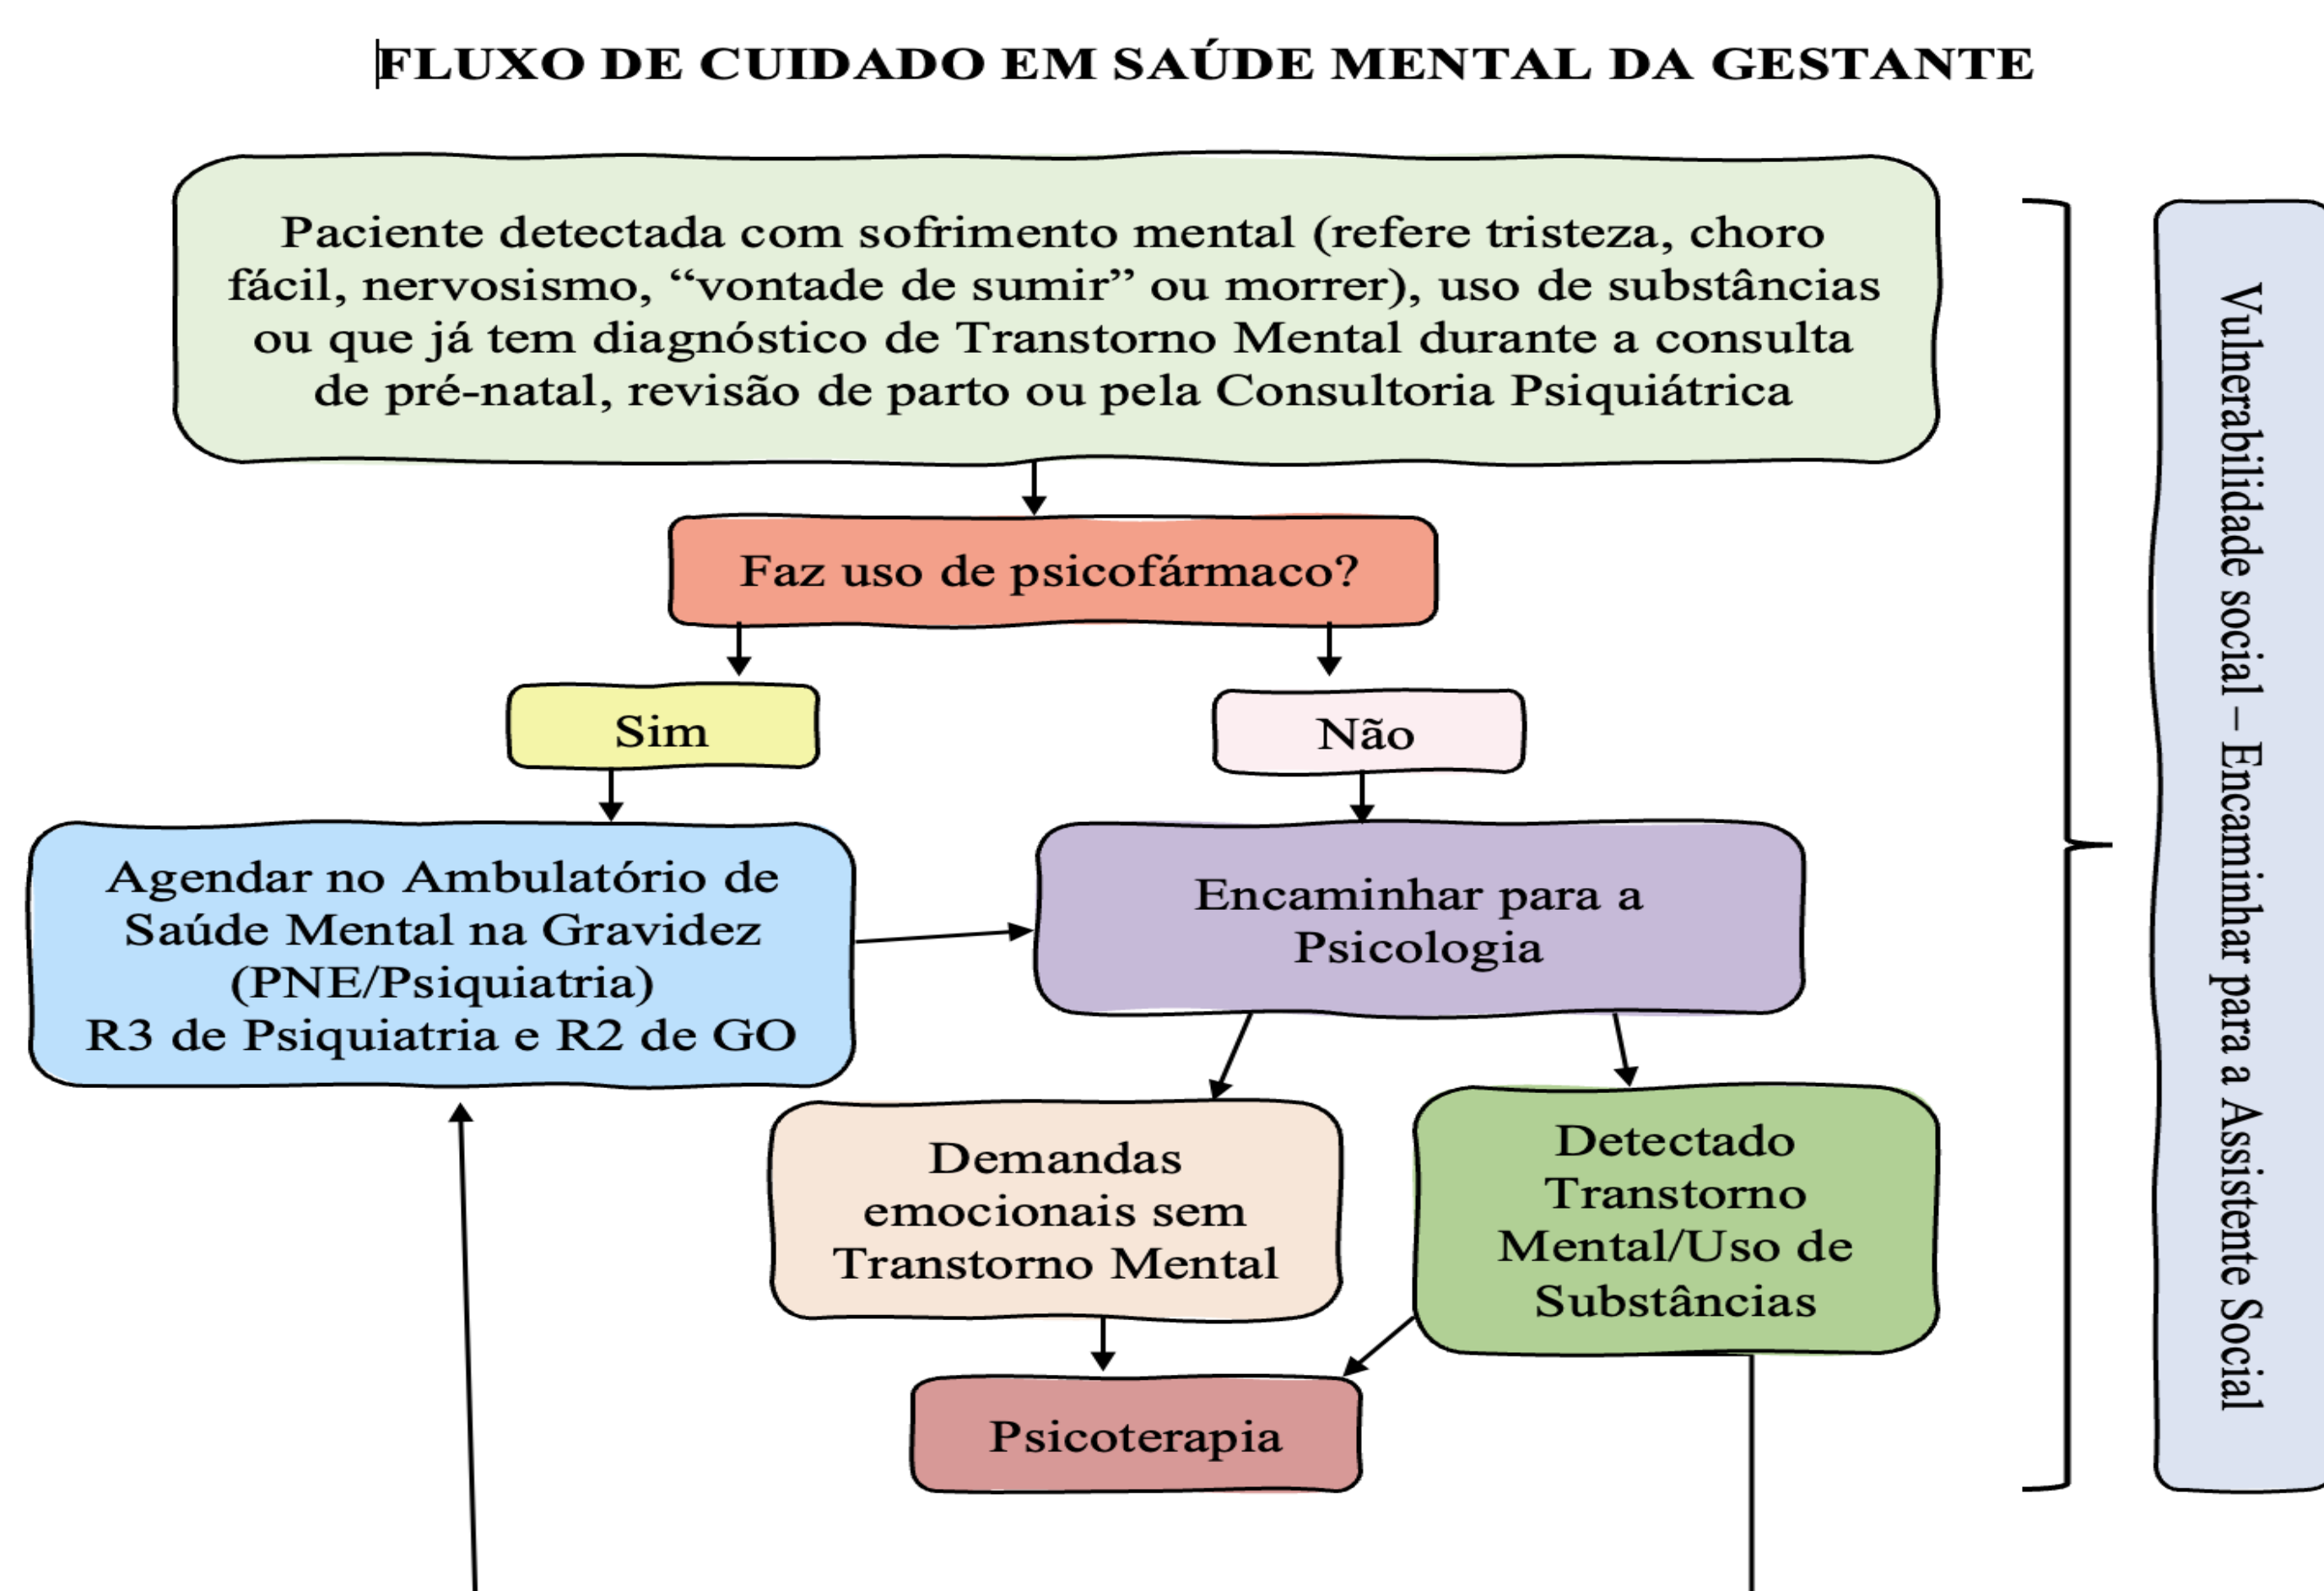 FLUXO DE CUIDADO EM SAÚDE MENTAL DA GESTANTE
Paciente detectada com sofrimento mental (refere tristeza, choro
fácil, nervosismo, “vontade de sumir” ou morrer), uso de substâncias
ou que já tem diagnóstico de Transtorno Mental durante a consulta
de pré-natal, revisão de parto ou pela Consultoria Psiquiátrica
Faz uso de psicofármaco?
Sim
Não
Agendar no Ambulatório de
Saúde Mental na Gravidez
(PNE/Psiquiatria)
R3 de Psiquiatria e R2 de GO
Encaminhar para a
Psicologia
Demandas
emocionais sem
Transtorno Mental
Detectado
Transtorno
Mental/Uso de
Substâncias
Psicoterapia
Vulnerabilidade social – Encaminhar para a Assistente Social